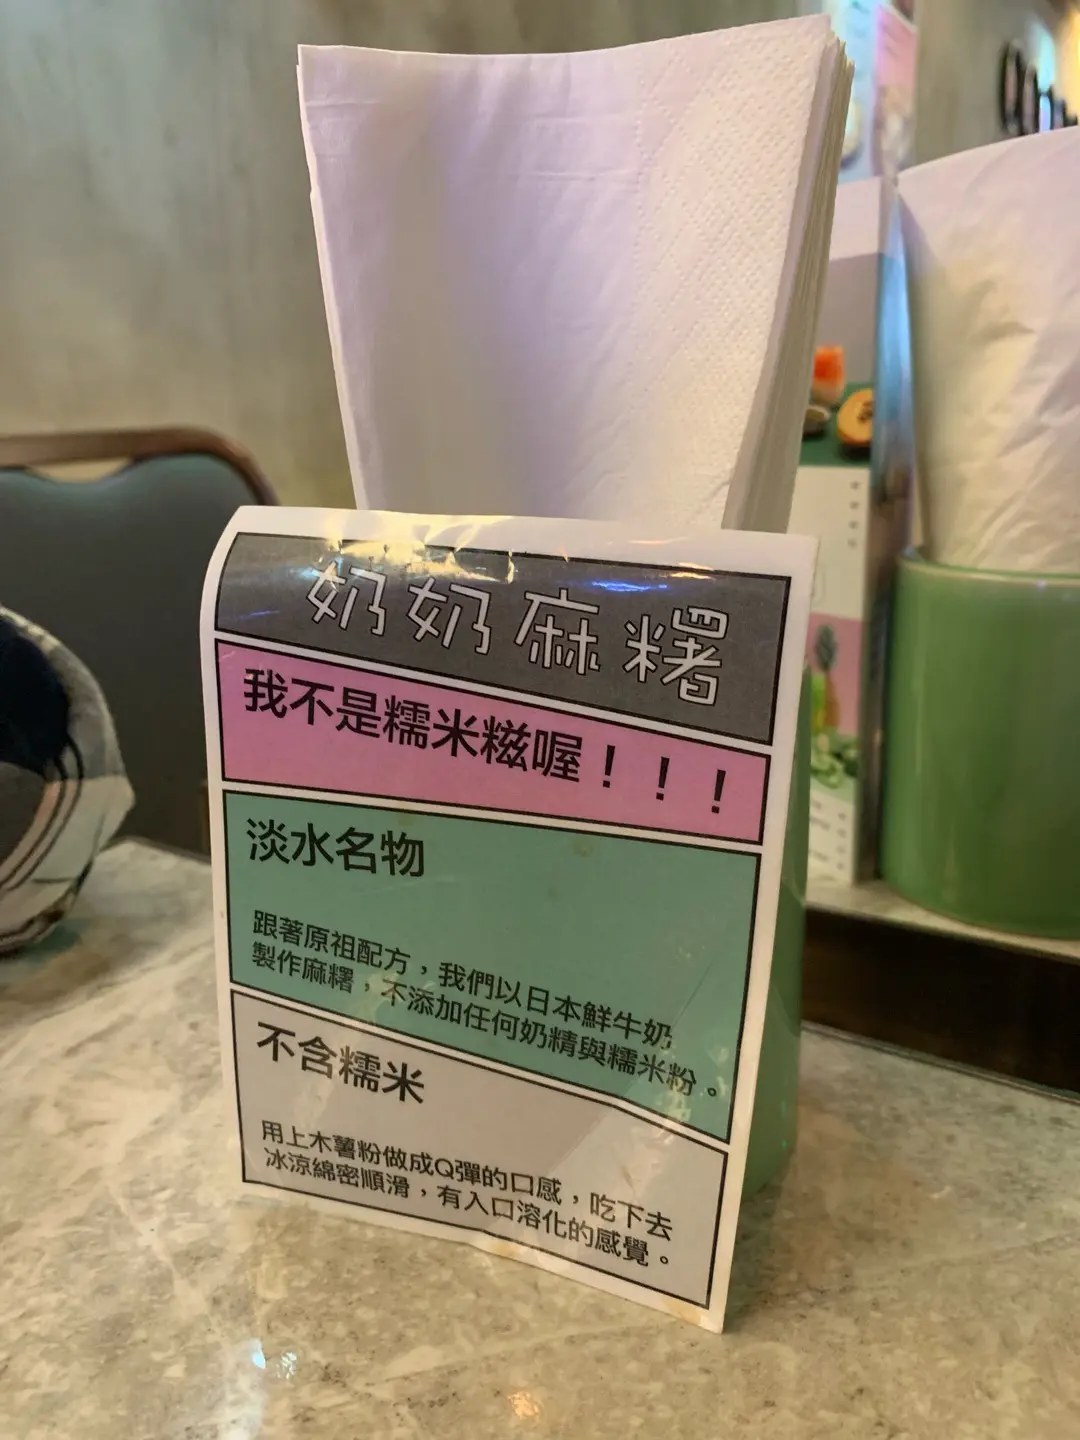 奶奶麻糬
我不是糯米糍喔！！！
淡水名物
跟著原祖配方，我們以日本鮮牛奶
製作麻糬，不添加任何奶精與糯米粉。
不含糯米
用上木薯粉做成Q彈的口感，吃下去
冰涼綿密順滑，有入口溶化的感覺。